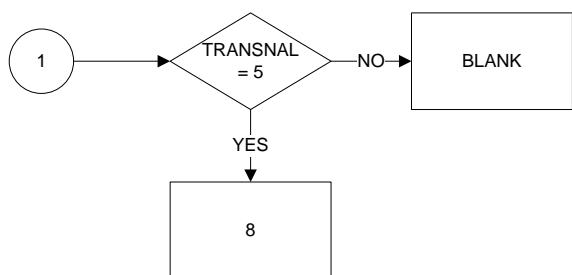 1
TRANSNAL
= 5
NO
BLANK
YES
8